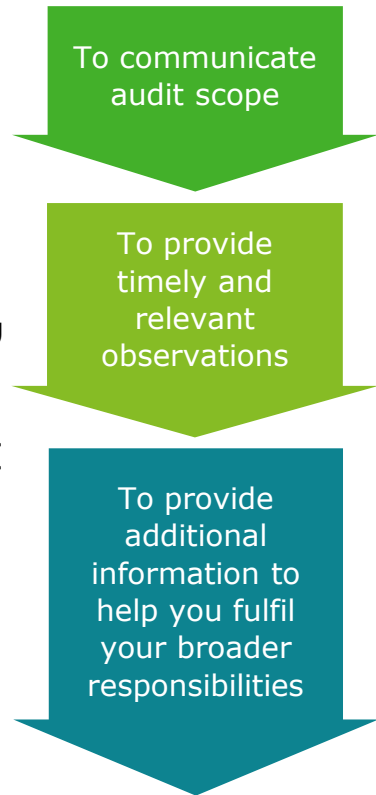 To communicate
audit scope
To provide
timely and
relevant
observations
To provide
additional
information to
help you fulfil
your broader
responsibilities